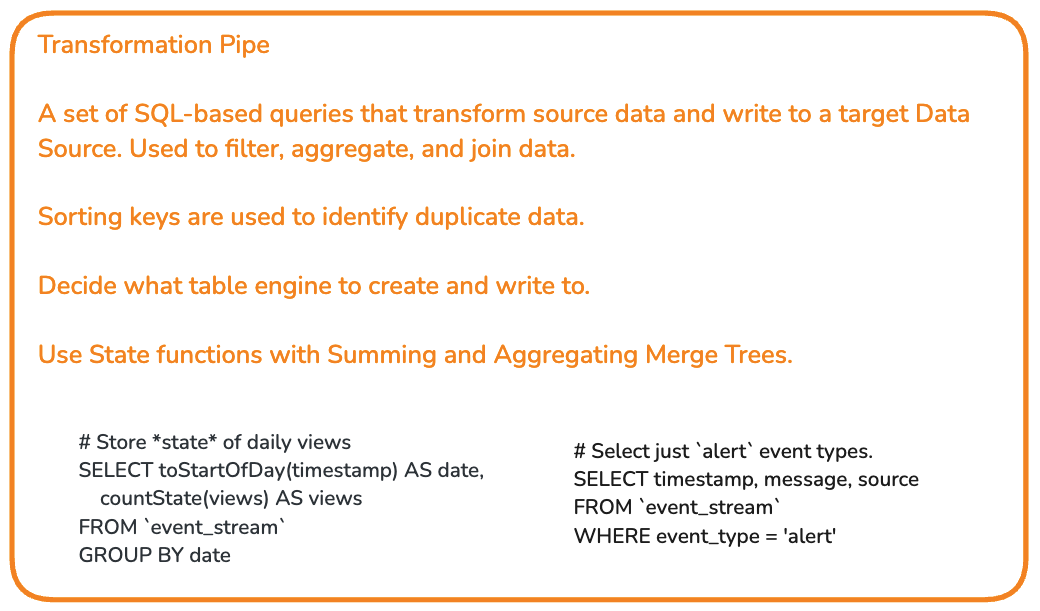 Transformation Pipe
A set of SQL-based queries that transform source data and write to a target Data
Source. Used to filter, aggregate, and join data.
Sorting keys are used to identify duplicate data.
Decide what table engine to create and write to.
Use State functions with Summing and Aggregating Merge Trees.
# Store *state* of daily views
SELECT toStartOfDay(timestamp) AS date,
countState(views) AS views
FROM `event_stream`
GROUP BY date
# Select just `alert` event types.
SELECT timestamp, message, source
FROM `event_stream`
WHERE event_type = 'alert'